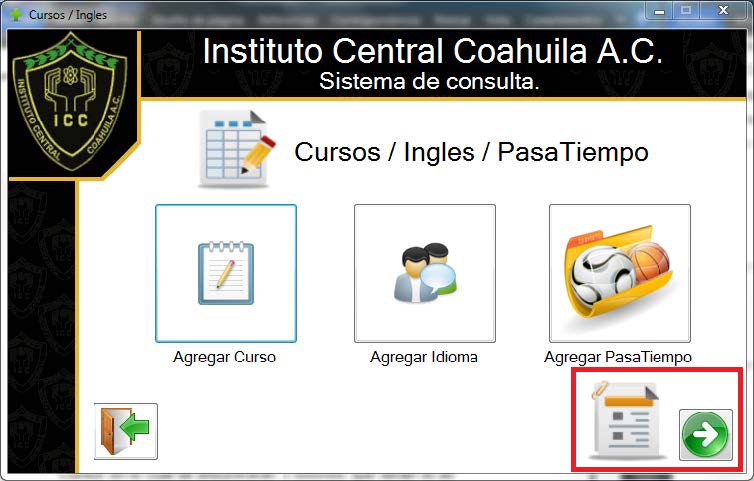 Cursos / Ingles
Instituto Central Coahuila A.C.
Sistema de consulta.
INSTITUTO CENTRAL COAHUILA A.C.
ICC
Cursos / Ingles / PasaTiempo
Agregar Curso
Agregar Idioma
Agregar PasaTiempo